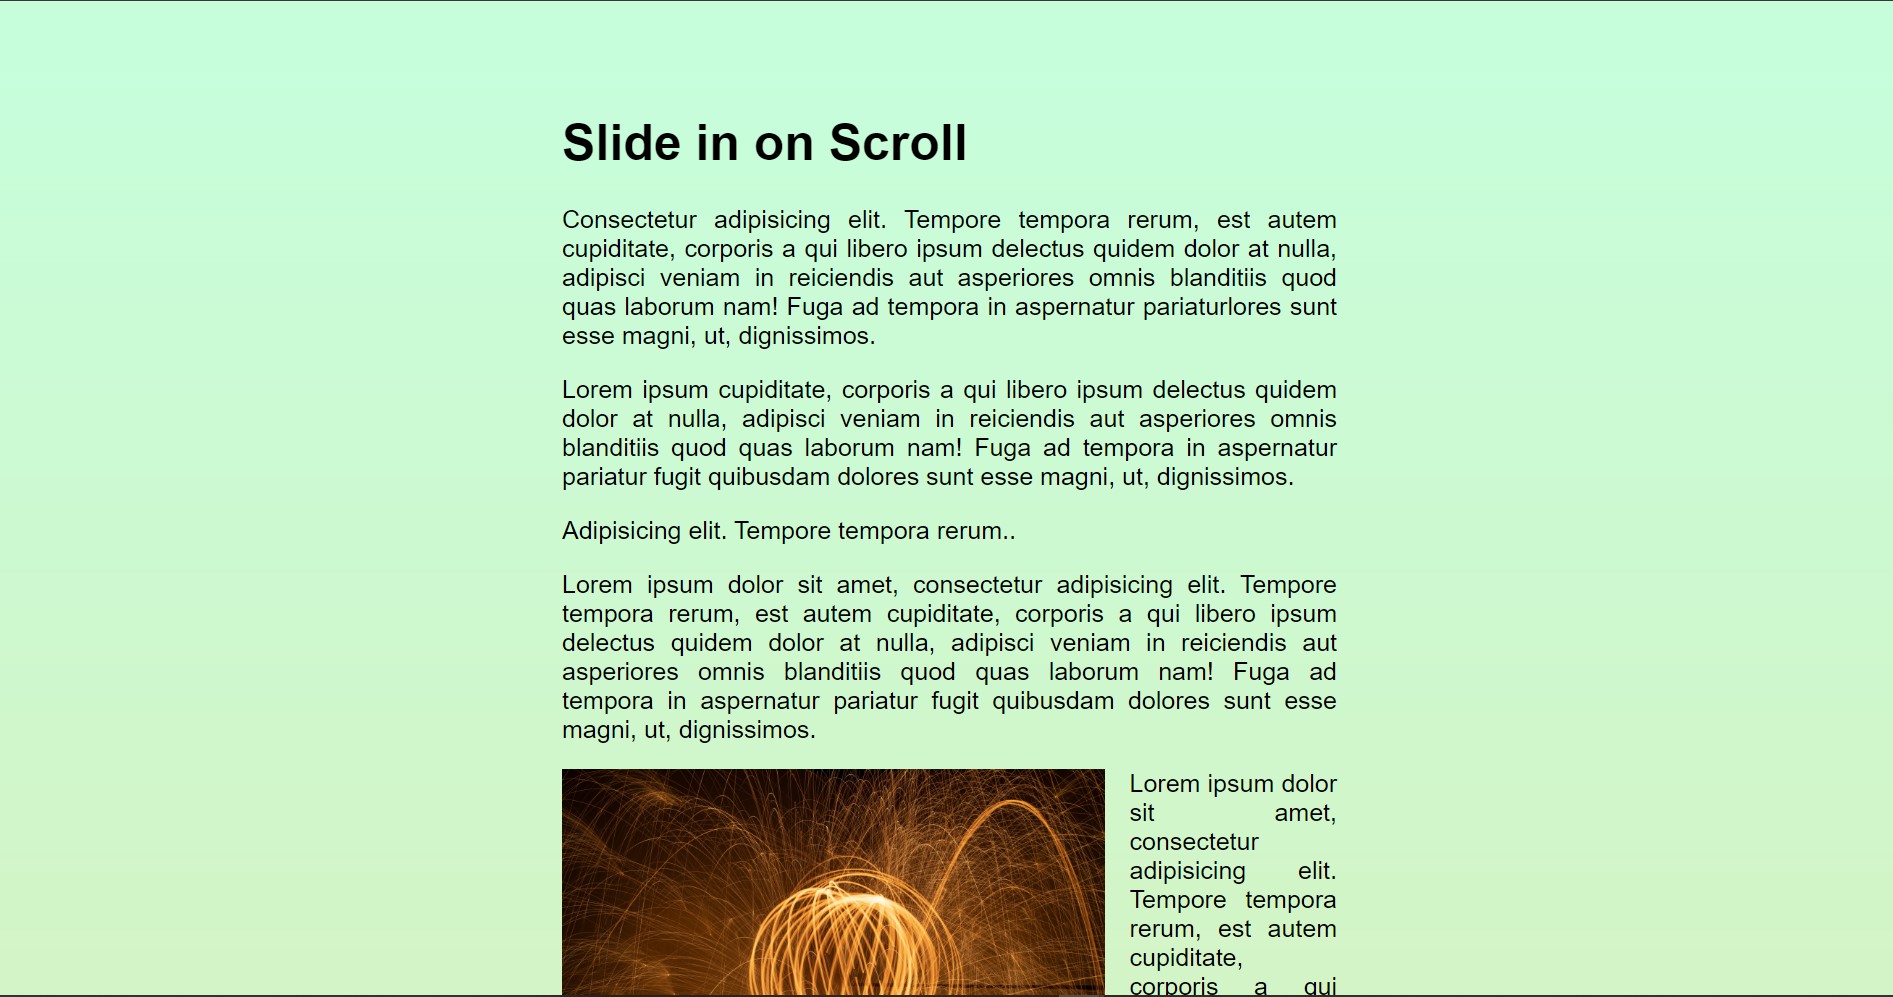 Slide in on Scroll
Consectetur adipisicing elit. Tempore tempora rerum, est autem
cupiditate, corporis a qui libero ipsum delectus quidem dolor at nulla,
adipisci veniam in reiciendis aut asperiores omnis blanditiis quod
quas laborum nam! Fuga ad tempora in aspernatur pariaturlores sunt
esse magni, ut, dignissimos.
Lorem ipsum cupiditate, corporis a qui libero ipsum delectus quidem
dolor at nulla, adipisci veniam in reiciendis aut asperiores omnis
blanditiis quod quas laborum nam! Fuga ad tempora in aspernatur
pariatur fugit quibusdam dolores sunt esse magni, ut, dignissimos.
Adipisicing elit. Tempore tempora rerum..
Lorem ipsum dolor sit amet, consectetur adipisicing elit. Tempore
tempora rerum, est autem cupiditate, corporis a qui libero ipsum
delectus quidem dolor at nulla, adipisci veniam in reiciendis aut
asperiores omnis blanditiis quod quas laborum nam! Fuga ad
tempora in aspernatur pariatur fugit quibusdam dolores sunt esse
magni, ut, dignissimos.
Lorem ipsum dolor
sit amet,
consectetur
adipisicing elit.
Tempore tempora
rerum, est autem
cupiditate,
corporis a qui